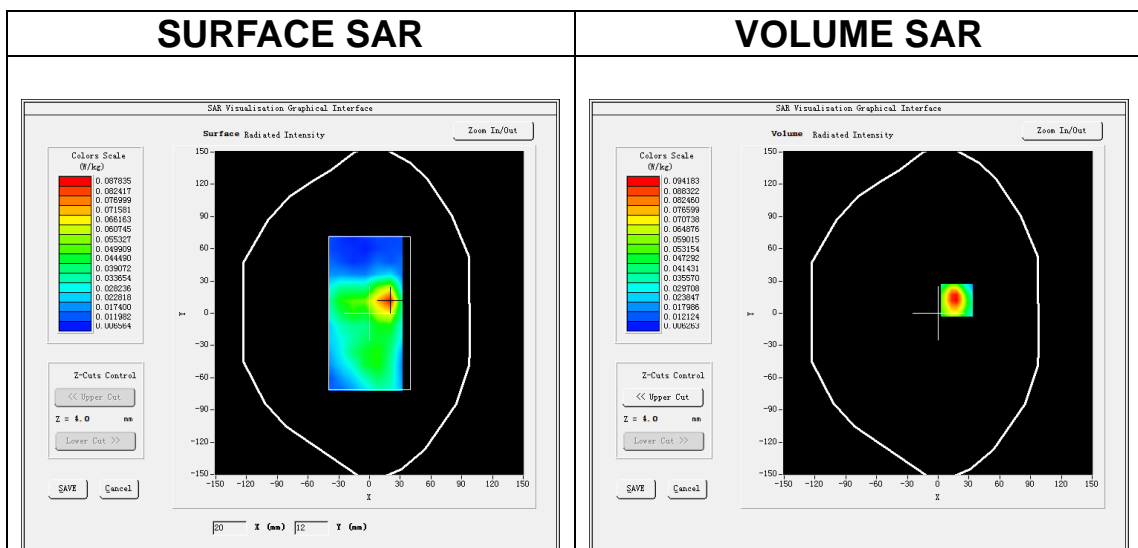 SURFACE SAR
VOLUME SAR
SAR Visualisation Graphical Interface
Surface Radiated Intensity
Zoom In/Out
Colors Scale
(W/kg)
0.087835
0.082417
0.076999
0.071581
0.066163
0.060745
0.055327
0.049909
0.044490
0.039072
0.033654
0.028236
0.022818
0.017400
0.011982
0.006564
Z-Cuts Control
<< Upper Cut
Z = 4.0 mm
Lower Cut >>
SAVE
Cancel
150
120
90
60
30
0
-30
-60
-90
-120
-150
Y
-150 -120 -90 -60 -30 0 30 60 90 120 150
X
20 X (mm) 12 Y (mm)
SAR Visualisation Graphical Interface
Volume Radiated Intensity
Zoom In/Out
Colors Scale
(W/kg)
0.094183
0.088322
0.082460
0.076599
0.070738
0.064876
0.059015
0.053154
0.047292
0.041431
0.035570
0.029708
0.023847
0.017986
0.012124
0.006263
Z-Cuts Control
<< Upper Cut
Z = 4.0 mm
Lower Cut >>
SAVE
Cancel
150
120
90
60
30
0
-30
-60
-90
-120
-150
Y
-150 -120 -90 -60 -30 0 30 60 90 120 150
X